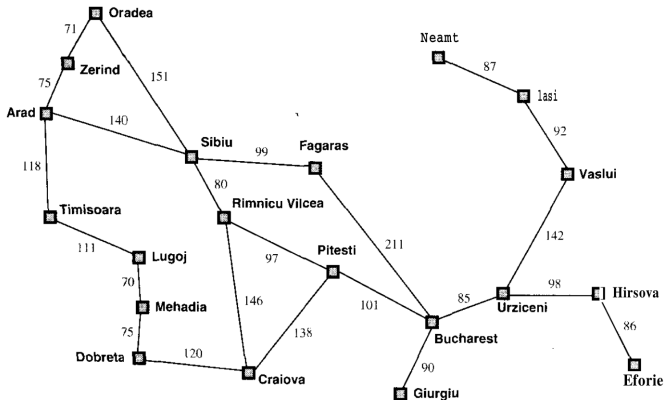 Oradea
71
Neamt
Zerind
87
75
151
Iasi
Arad
140
92
Sibiu
Fagaras
99
118
Vaslui
80
Timisoara
Rimnicu Vilcea
142
111
Pitesti
211
Lugoj
97
70
98
Hirsova
146
101
85
Urziceni
Mehadia
138
86
75
Bucharest
Dobreta
120
90
Craiova
Eforie
Giurgiu